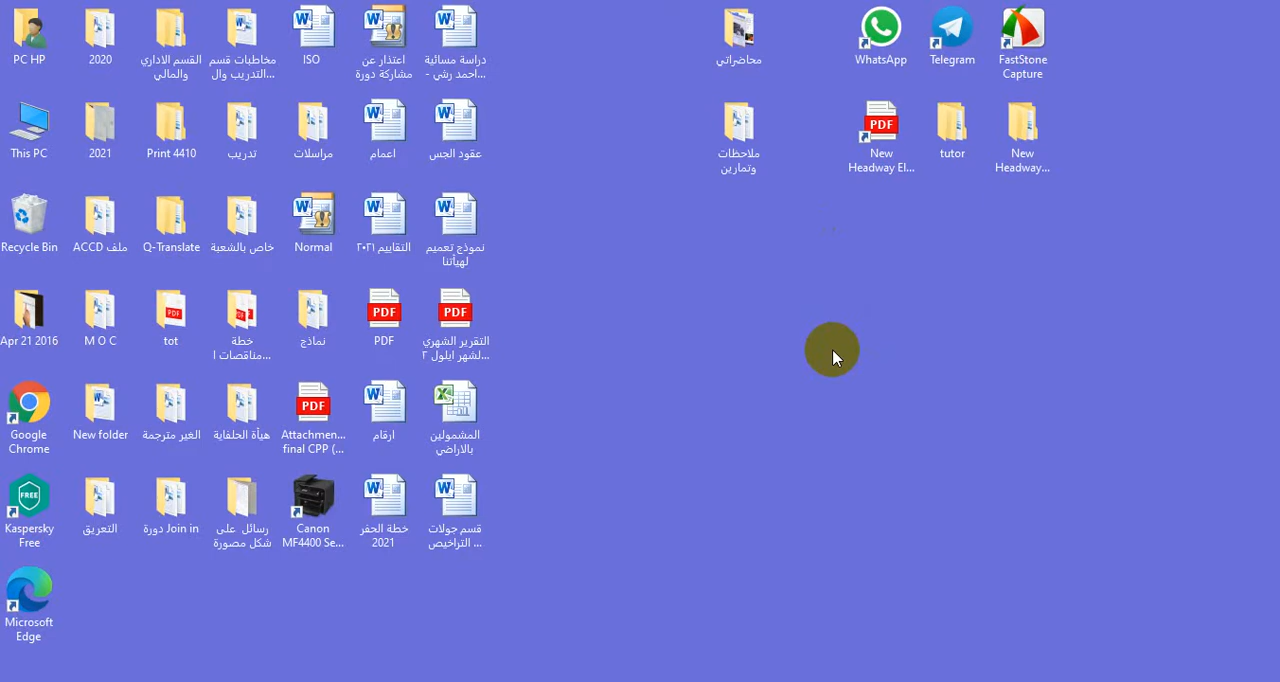 PC HP
2020
القسم الاداري
والمالي
مخاطبات قسم
التدريب وال...
ISO
اعتذار عن
مشاركة دورة
دراسة مسائية
احمد رشي - ...
محاضراتي
WhatsApp
Telegram
FastStone
Capture
This PC
2021
Print 4410
تدريب
مراسلات
اعمام
عقود الجس
ملاحظات
وتمارين
PDF
New
Headway El...
tutor
New
Headway...
Recycle Bin
ملف ACCD
Q-Translate
خاص بالشعبة
Normal
التقاييم ٢٠٢١
نموذج تعميم
لهيأتنا
Apr 21 2016
M O C
PDF
tot
PDF
خطة
مناقصات ا...
نماذج
PDF
PDF
PDF
التقرير الشهري
لشهر ايلول ٢...
Google
Chrome
New folder
الغير مترجمة
هيأة الحلفاية
PDF
Attachmen...
final CPP (...
ارقام
المشمولين
بالاراضي
FREE
Kaspersky
Free
التعريق
دورة Join in
رسائل على
شكل مصورة
Canon
MF4400 Se...
خطة الحفر
2021
قسم جولات
التراخيص ...
Microsoft
Edge